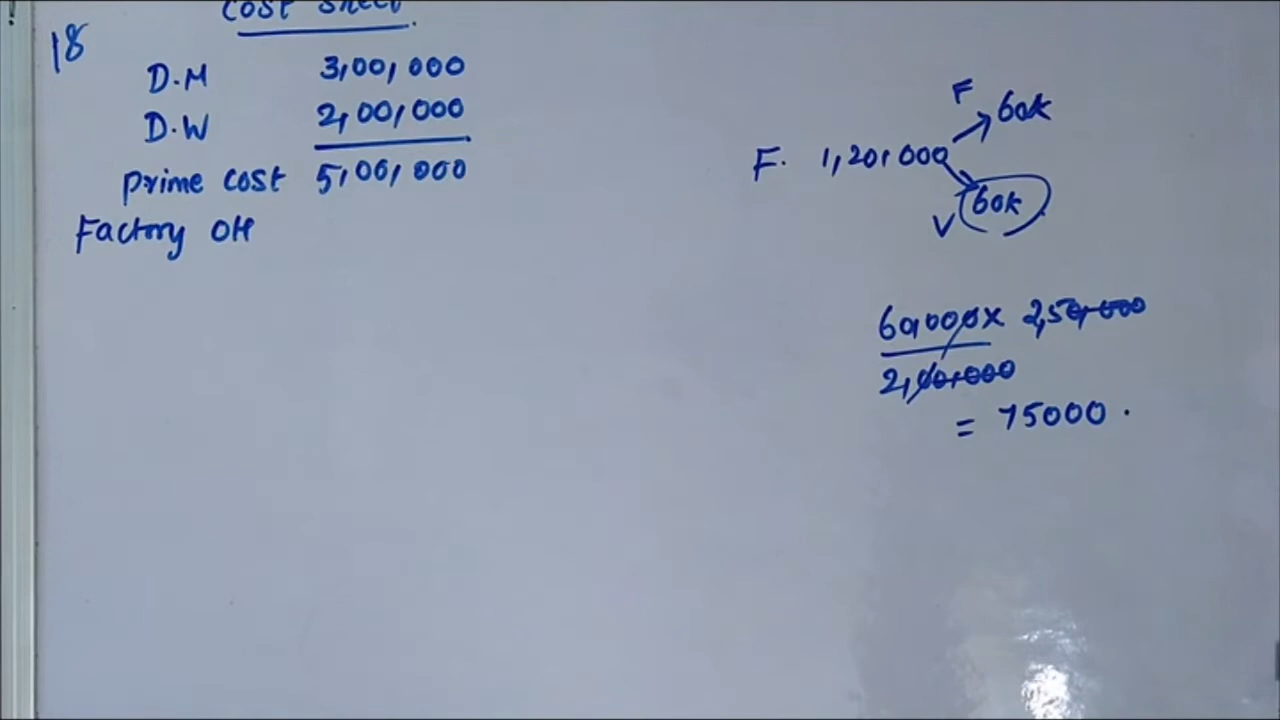 Cost sheet
18
D.M 3,00,000
D.W 2,00,000
Prime cost 5,00,000
Factory OH
F 60k
F. 1,20,000
V 60k
60,000 x 2,50,000
2,00,000
= 75000.